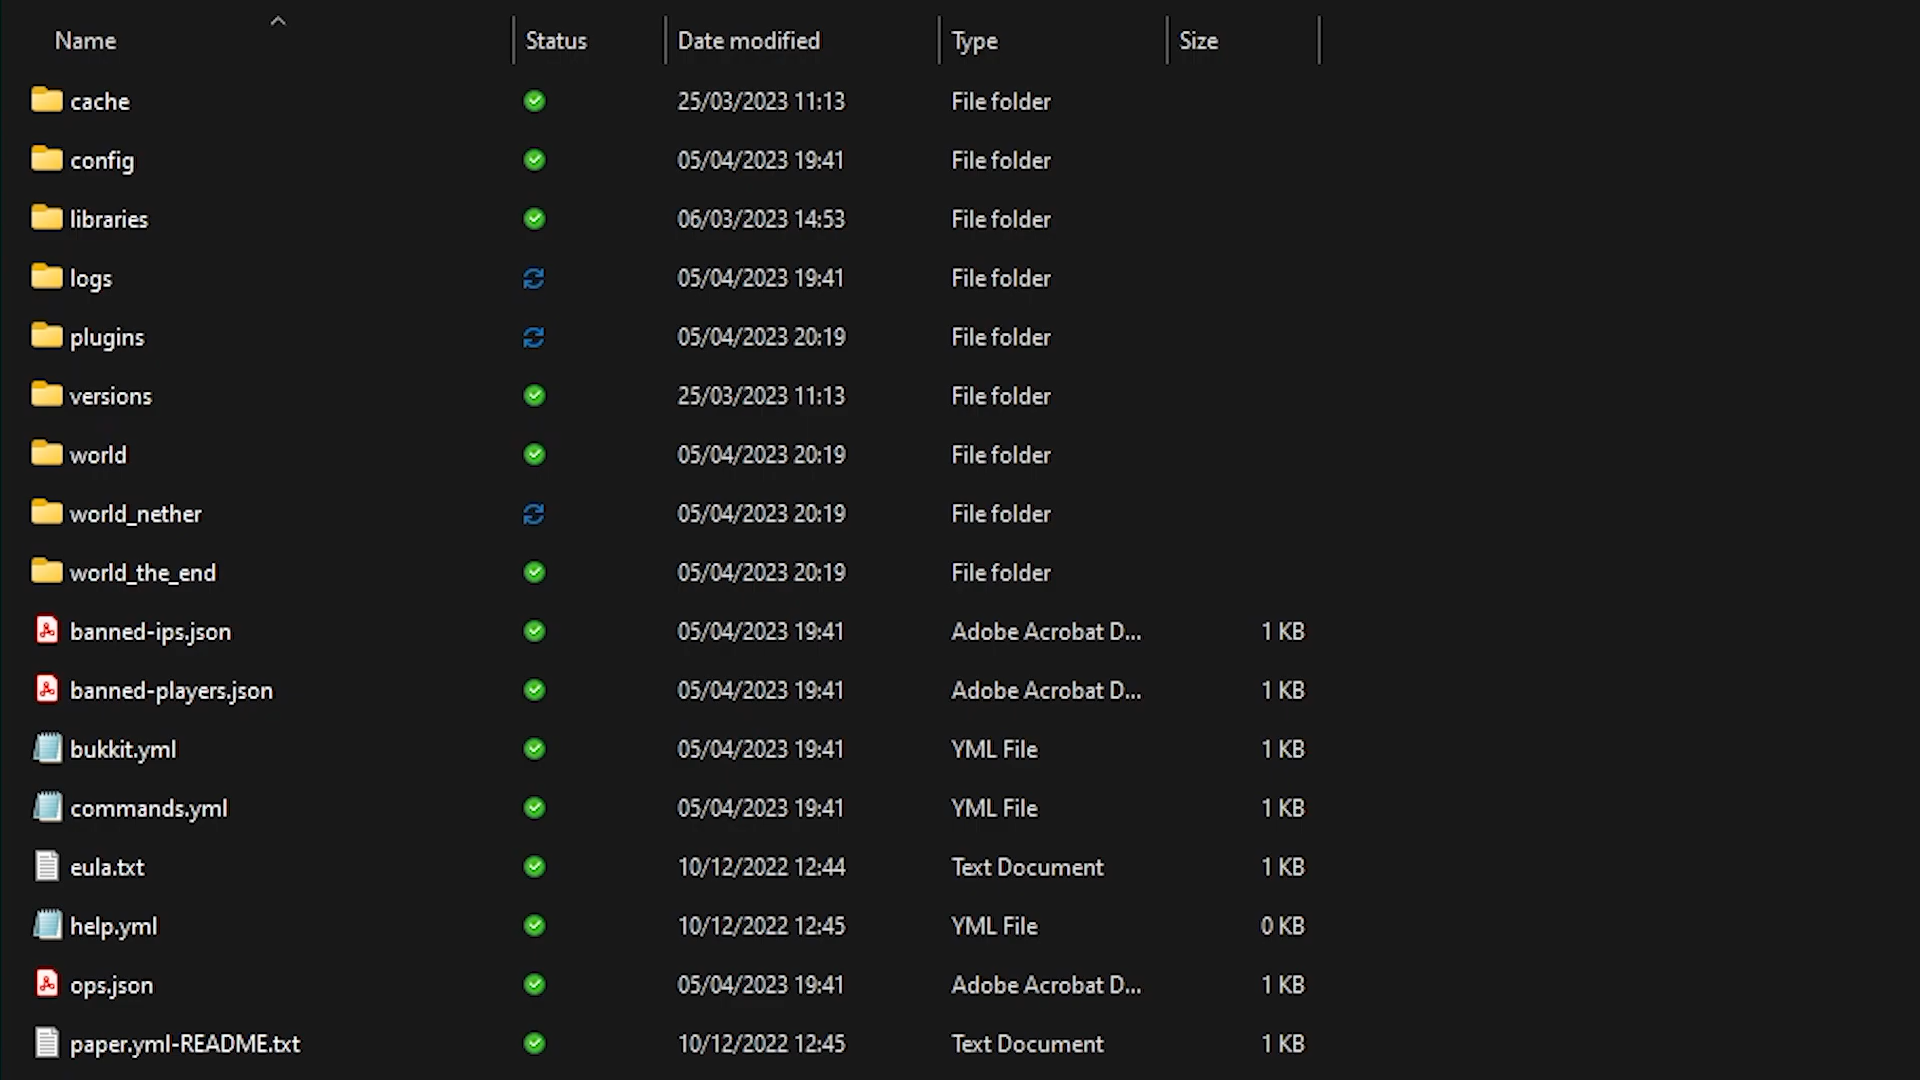 Name Status Date modified Type Size
cache 25/03/2023 11:13 File folder
config 05/04/2023 19:41 File folder
libraries 06/03/2023 14:53 File folder
logs 05/04/2023 19:41 File folder
plugins 05/04/2023 20:19 File folder
versions 25/03/2023 11:13 File folder
world 05/04/2023 20:19 File folder
world_nether 05/04/2023 20:19 File folder
world_the_end 05/04/2023 20:19 File folder
banned-ips.json 05/04/2023 19:41 Adobe Acrobat D... 1 KB
banned-players.json 05/04/2023 19:41 Adobe Acrobat D... 1 KB
bukkit.yml 05/04/2023 19:41 YML File 1 KB
commands.yml 05/04/2023 19:41 YML File 1 KB
eula.txt 10/12/2022 12:44 Text Document 1 KB
help.yml 10/12/2022 12:45 YML File 0 KB
ops.json 05/04/2023 19:41 Adobe Acrobat D... 1 KB
paper.yml-README.txt 10/12/2022 12:45 Text Document 1 KB